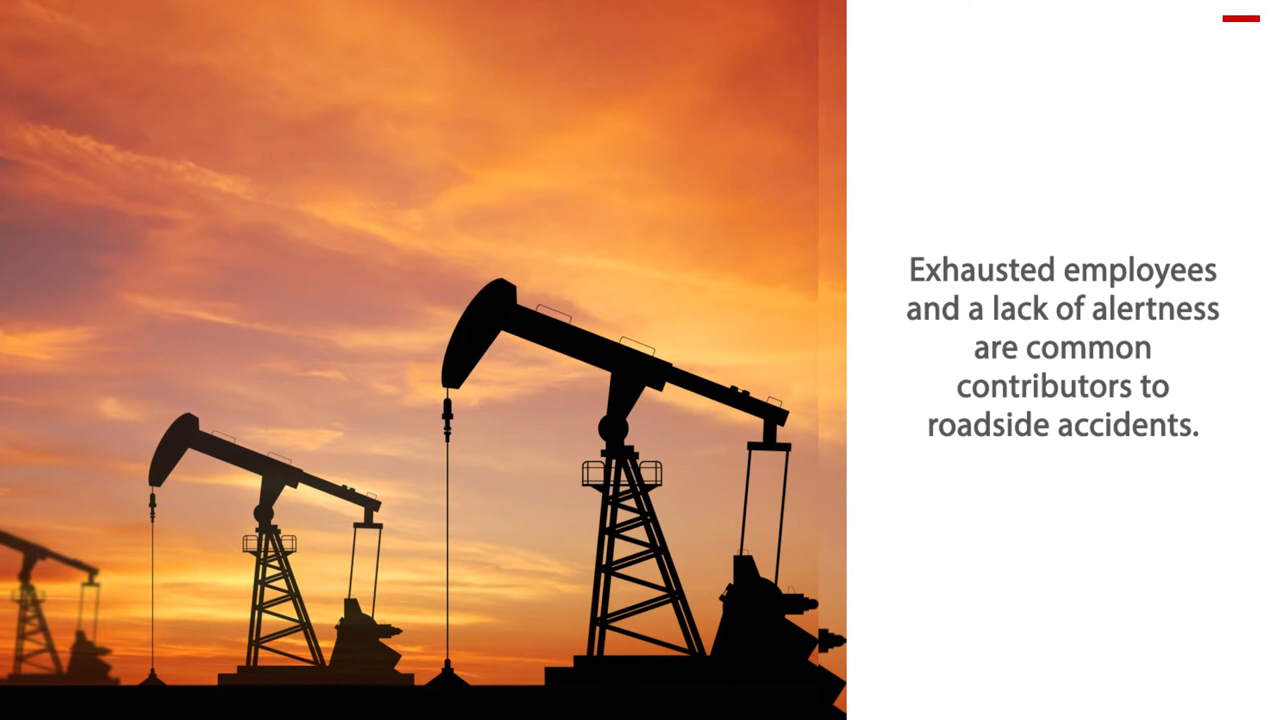 Exhausted employees
and a lack of alertness
are common
contributors to
roadside accidents.